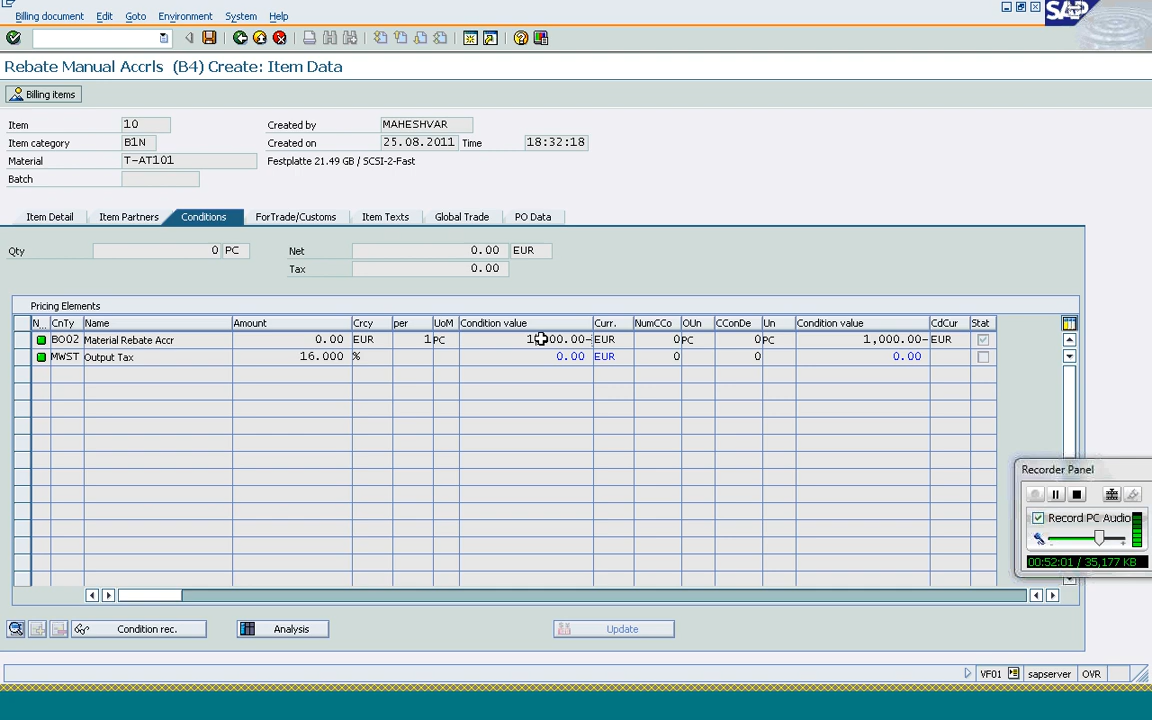 Billing document Edit Goto Environment System Help
SAP
Rebate Manual Accrls (B4) Create: Item Data
Billing items
Item 10 Created by MAHESHVAR
Item category B1N Created on 25.08.2011 Time 18:32:18
Material T-AT101 Festplatte 21.49 GB / SCSI-2-Fast
Batch
Item Detail Item Partners Conditions ForTrade/Customs Item Texts Global Trade PO Data
Qty 0 PC Net 0.00 EUR
Tax 0.00
Pricing Elements
N... CnTy Name Amount Crcy per UoM Condition value Curr. NumCCo OUn CConDe Un Condition value CdCur Stat
BO02 Material Rebate Accr 0.00 EUR 1 PC EUR 0 PC 0 PC 1,000.00- EUR
MWST Output Tax 16.000 % 0.00 EUR 0 0 0.00
Recorder Panel
Record PC Audio
00:52:01 / 35,177 KB
Condition rec. Analysis Update
VF01 sapserver OVR